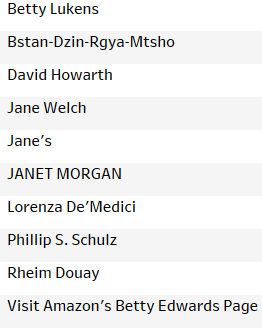 Betty Lukens
Bstan-Dzin-Rgya-Mtsho
David Howarth
Jane Welch
Jane's
JANET MORGAN
Lorenza De'Medici
Phillip S. Schulz
Rheim Douay
Visit Amazon's Betty Edwards Page